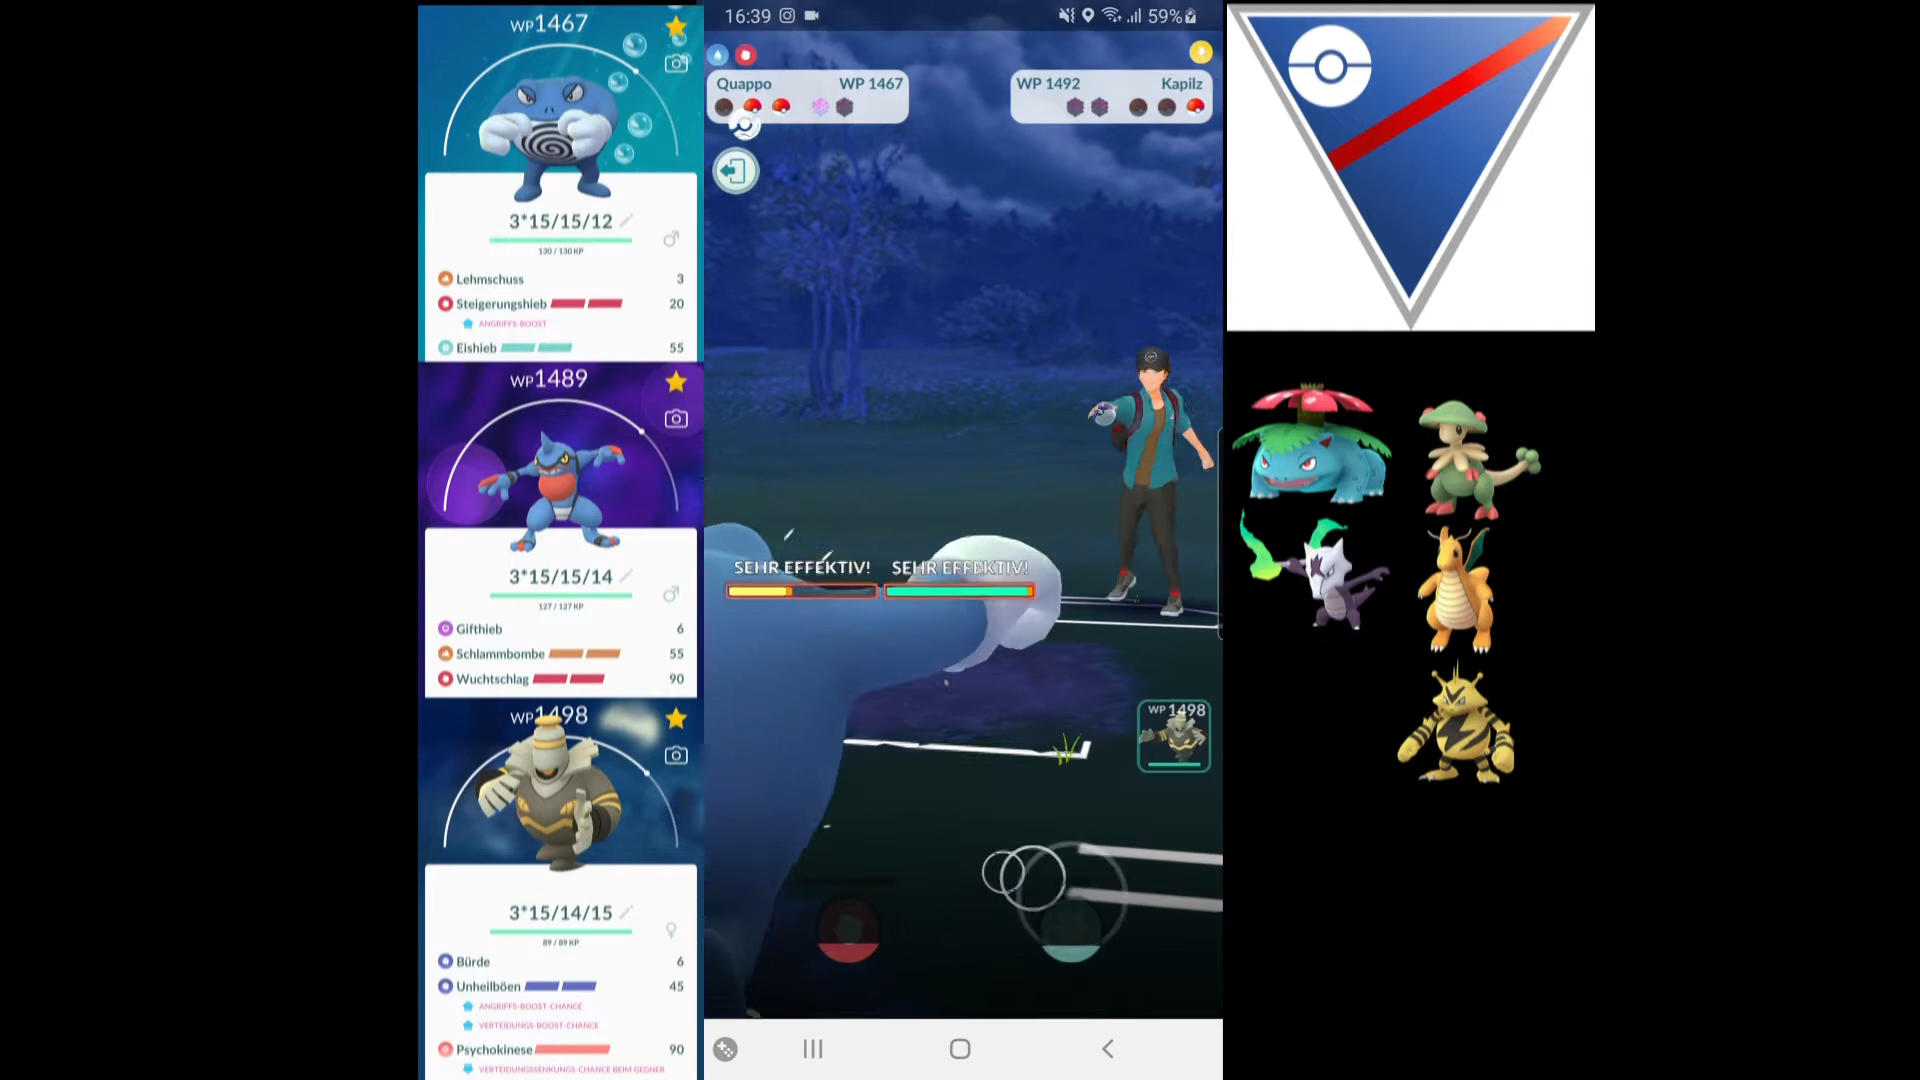 WP1467
3*15/15/12
130 / 130 KP
Lehmschuss 3
Steigerungshieb 20
ANGRIFFS-BOOST
Eishieb 55
WP1489
3*15/15/14
127 / 127 KP
Gifthieb 6
Schlammbombe 55
Wuchtschlag 90
WP1498
3*15/14/15
89 / 89 KP
Bürde 6
Unheilböen 45
ANGRIFFS-BOOST-CHANCE
VERTEIDUNGS-BOOST-CHANCE
Psychokinese 90
VERTEIDUNGSSENKUNGS-CHANCE BEIM GEGNER
16:39 59%
Quappo WP 1467
WP 1492 Kapilz
SEHR EFFEKTIV! SEHR EFFEKTIV!
WP 1498